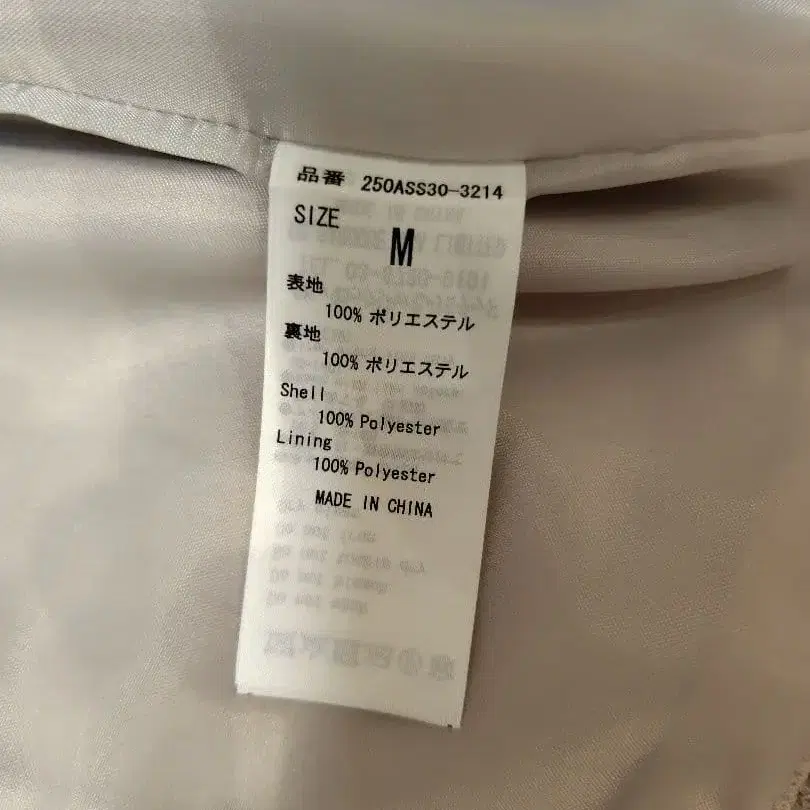 品番 250ASS30-3214
SIZE
M
表地
100% ポリエステル
裏地
100% ポリエステル
Shell
100% Polyester
Lining
100% Polyester
MADE IN CHINA